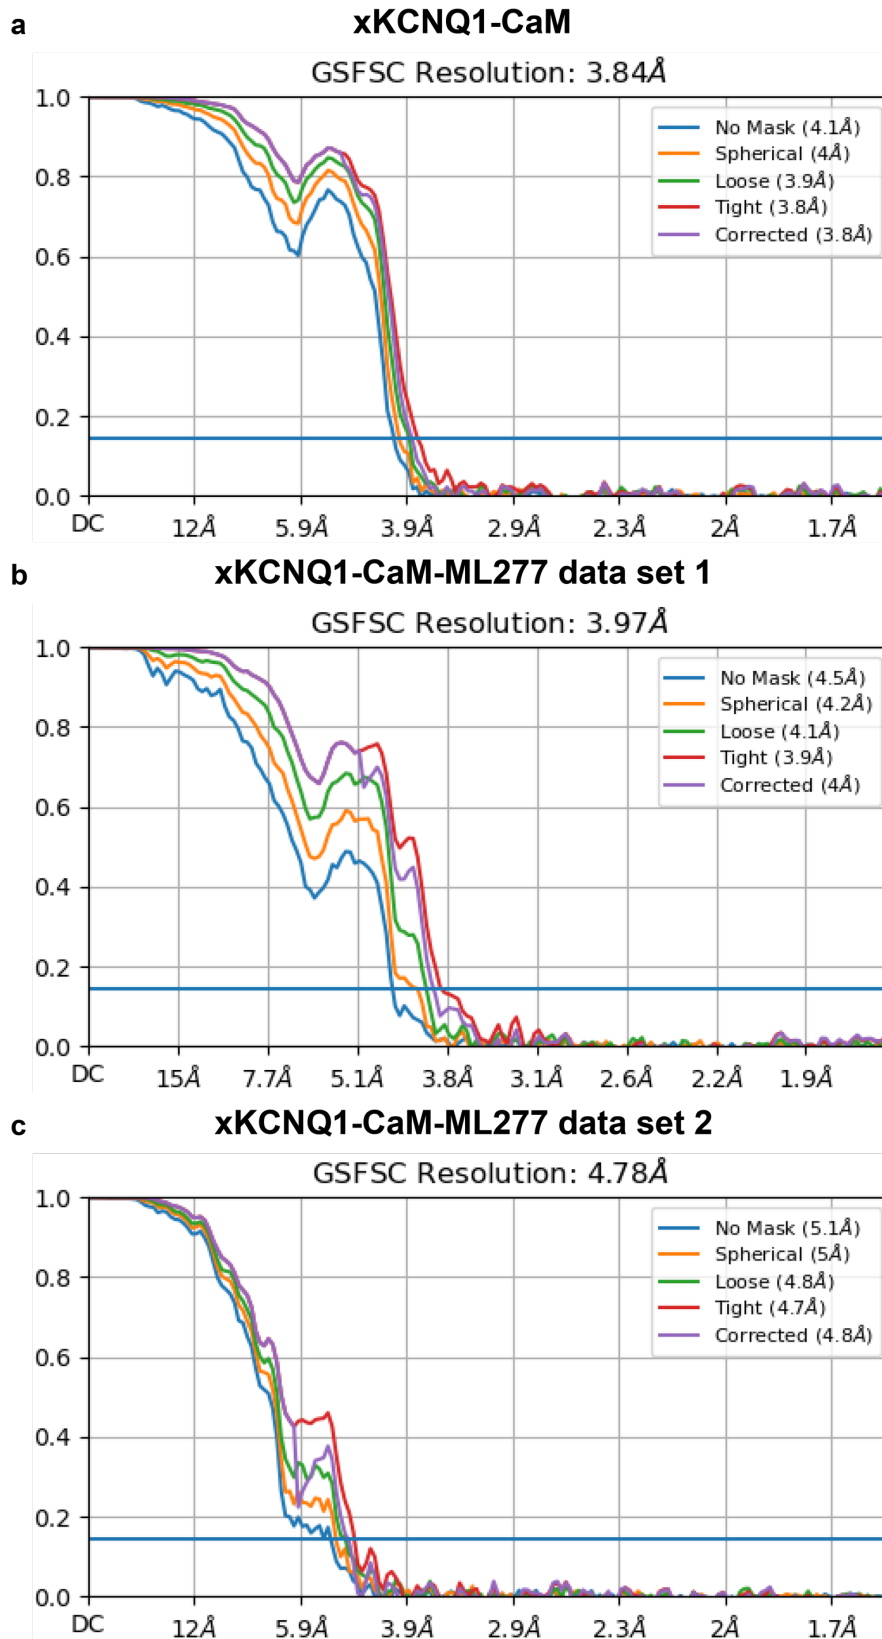 a
xKCNQ1-CaM
GSFSC Resolution: 3.84Å
1.0
0.8
0.6
0.4
0.2
0.0
No Mask (4.1Å)
Spherical (4Å)
Loose (3.9Å)
Tight (3.8Å)
Corrected (3.8Å)
DC 12Å 5.9Å 3.9Å 2.9Å 2.3Å 2Å 1.7Å
b
xKCNQ1-CaM-ML277 data set 1
GSFSC Resolution: 3.97Å
1.0
0.8
0.6
0.4
0.2
0.0
No Mask (4.5Å)
Spherical (4.2Å)
Loose (4.1Å)
Tight (3.9Å)
Corrected (4Å)
DC 15Å 7.7Å 5.1Å 3.8Å 3.1Å 2.6Å 2.2Å 1.9Å
c
xKCNQ1-CaM-ML277 data set 2
GSFSC Resolution: 4.78Å
1.0
0.8
0.6
0.4
0.2
0.0
No Mask (5.1Å)
Spherical (5Å)
Loose (4.8Å)
Tight (4.7Å)
Corrected (4.8Å)
DC 12Å 5.9Å 3.9Å 2.9Å 2.3Å 2Å 1.7Å